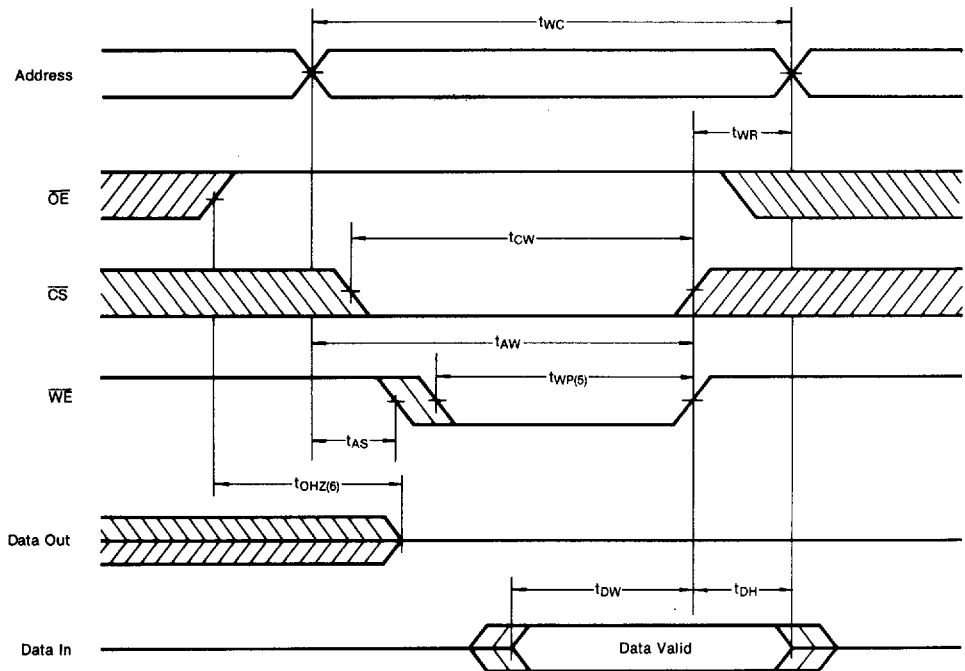 tWC
Address
tWR
OE
tCW
CS
tAW
tWP(5)
WE
tAS
tOHZ(6)
Data Out
tDW
tDH
Data In
Data Valid